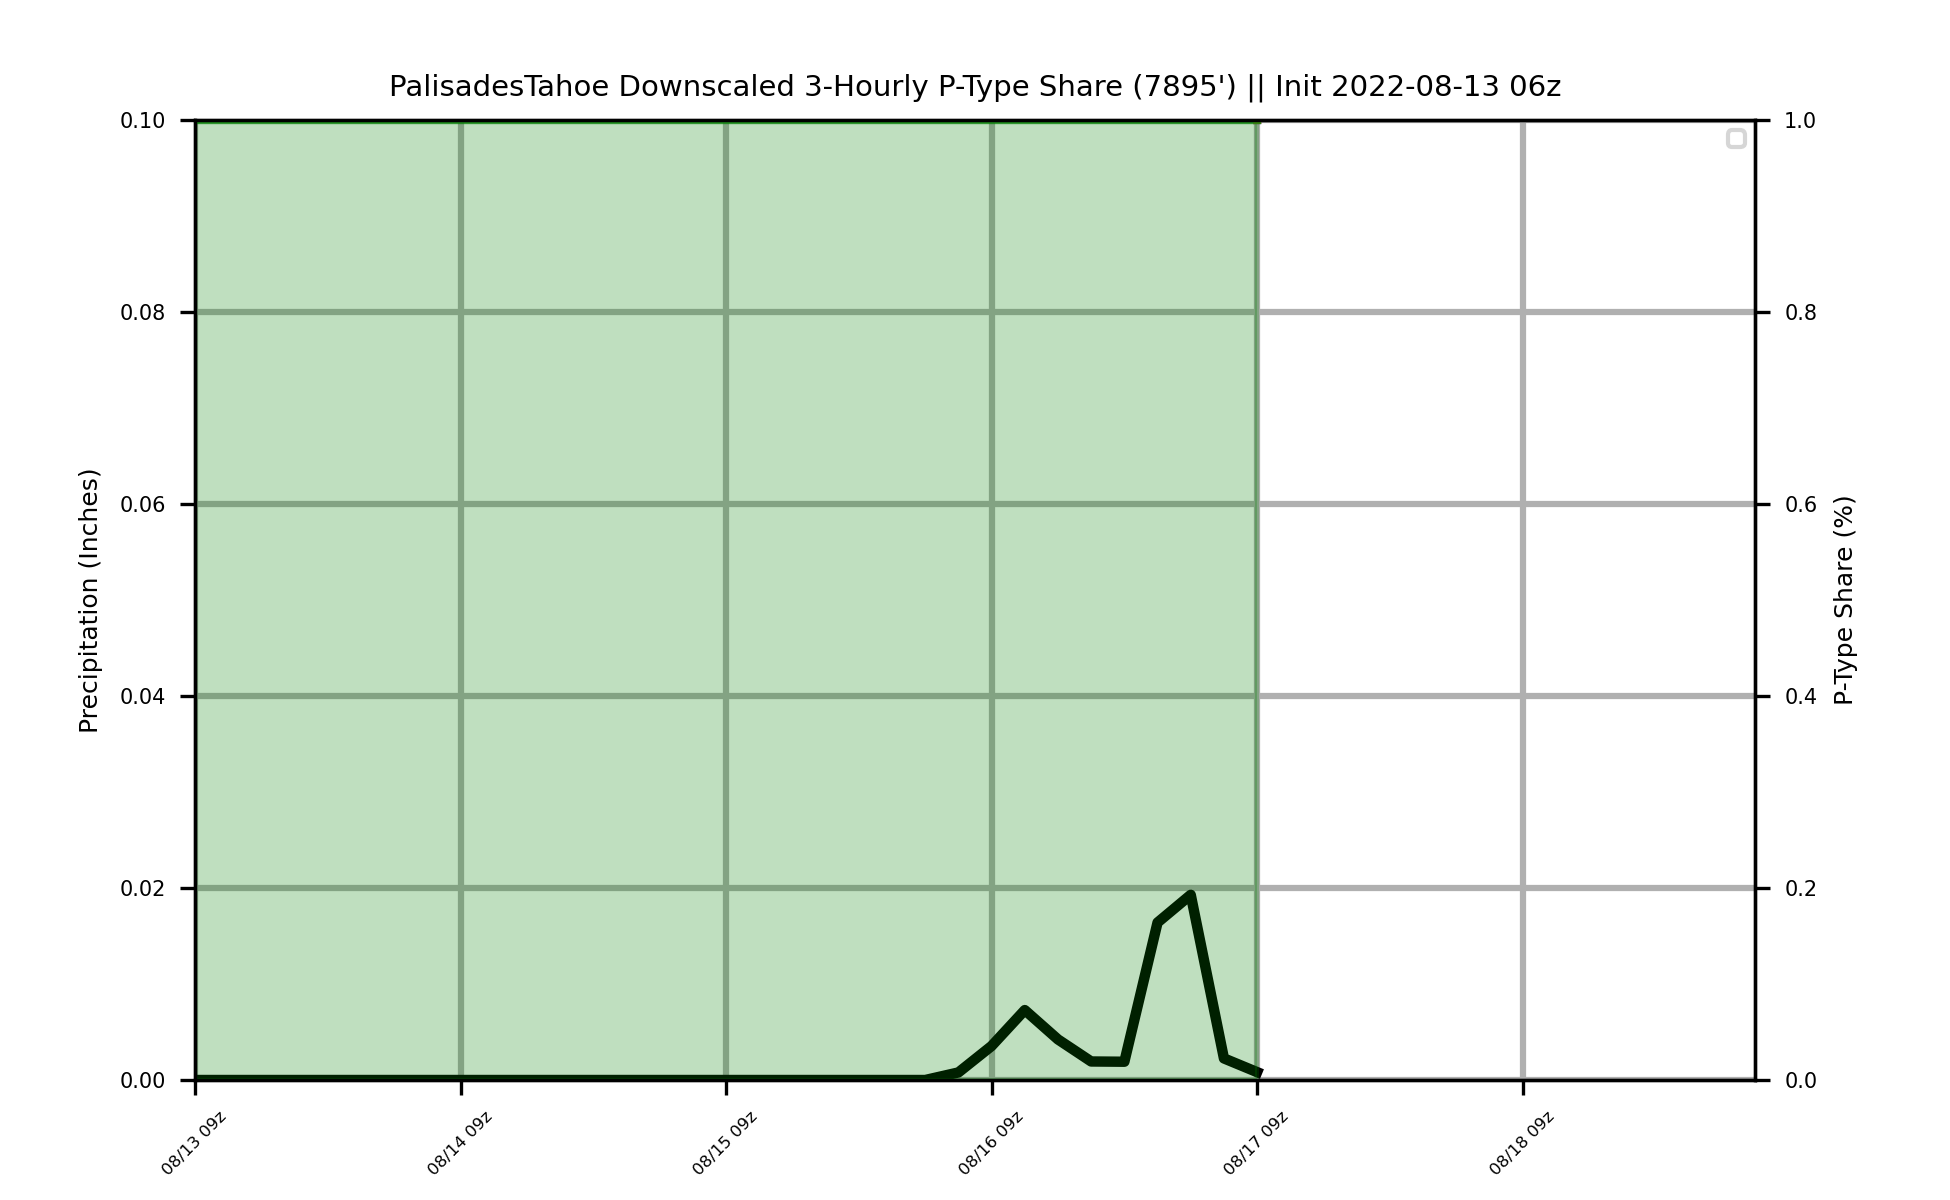 PalisadesTahoe Downscaled 3-Hourly P-Type Share (7895') || Init 2022-08-13 06z
0.10
0.08
0.06
0.04
0.02
0.00
Precipitation (Inches)
1.0
0.8
0.6
0.4
0.2
0.0
P-Type Share (%)
08/13 09z
08/14 09z
08/15 09z
08/16 09z
08/17 09z
08/18 09z